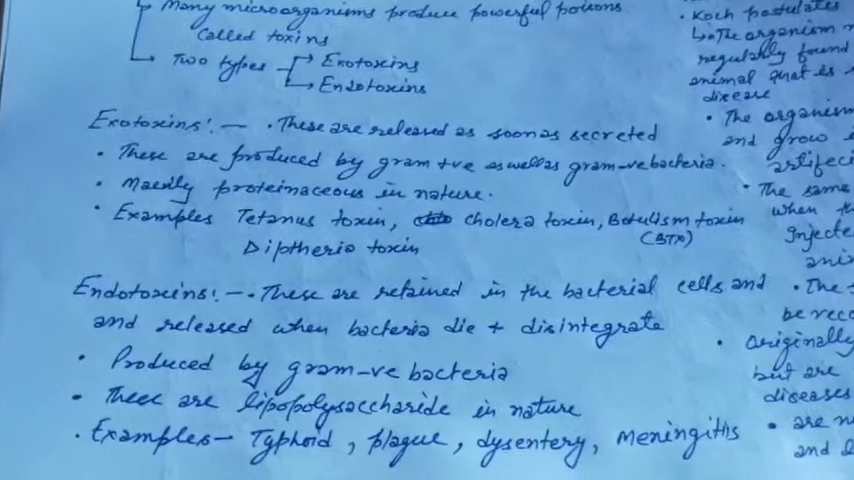 Many microorganisms produce powerful poisons
called toxins
Two types
Exotoxins
Endotoxins
Exotoxins: — • These are released as soon as secreted
• These are produced by gram +ve as well as gram -ve bacteria.
• Mainly proteinaceous in nature.
• Examples Tetanus toxin, cholera toxin, Botulism toxin
(BTX)
Diptheria toxin
Endotoxins: — • These are retained in the bacterial cells and
and released when bacteria die + disintegrate
• Produced by gram -ve bacteria
• These are lipopolysaccharide in nature
• Examples — Typhoid, plague, dysentery, meningitis
• Koch postulates
The organism
regularly found
animal that is
disease
• The organism
and grow
• The same
when
• The
Originally
but are
diseases
• are
and